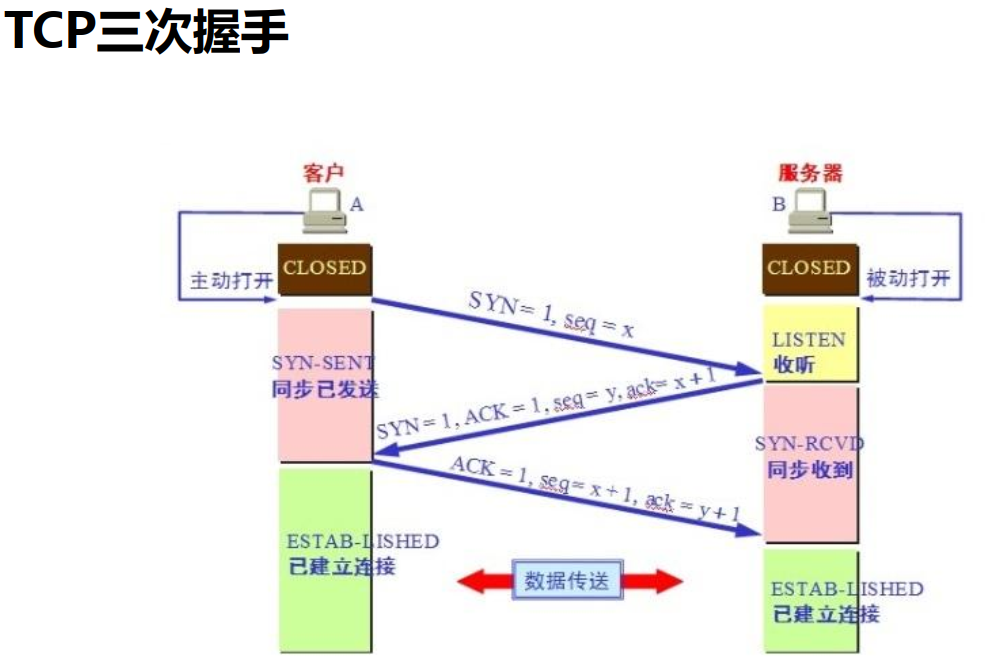 TCP三次握手
客户
服务器
A
B
CLOSED
CLOSED
主动打开
被动打开
SYN = 1, seq = x
LISTEN
收听
SYN-SENT
同步已发送
SYN = 1, ACK = 1, seq = y, ack= x + 1
SYN-RCVD
同步收到
ACK = 1, seq = x + 1, ack = y + 1
ESTAB-LISHED
已建立连接
数据传送
ESTAB-LISHED
已建立连接